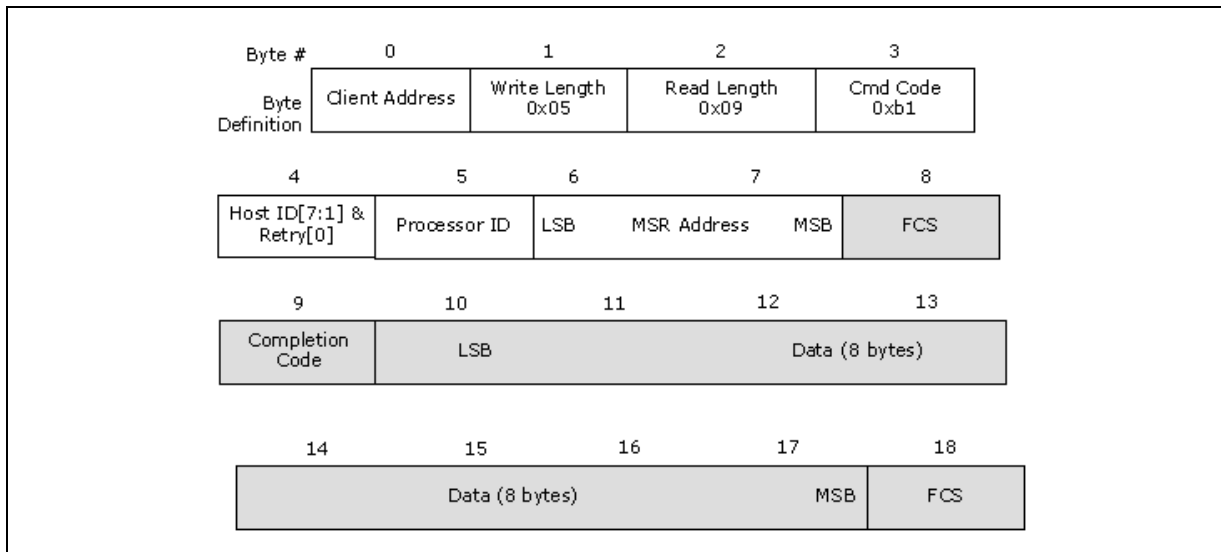 Byte # 0 1 2 3
Byte Definition
Client Address
Write Length
0x05
Read Length
0x09
Cmd Code
0xb1
4 5 6 7 8
Host ID[7:1] &
Retry[0]
Processor ID
LSB MSR Address MSB
FCS
9 10 11 12 13
Completion
Code
LSB Data (8 bytes)
14 15 16 17 18
Data (8 bytes) MSB
FCS